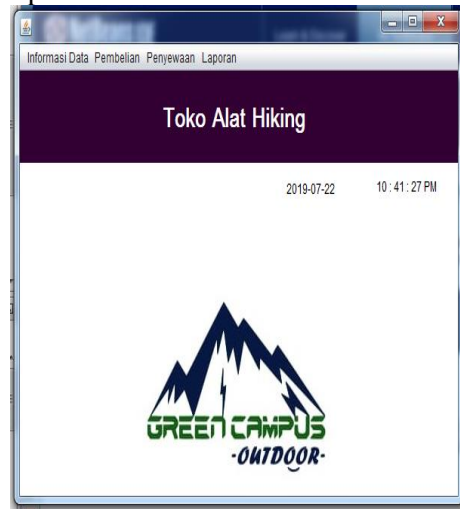 Informasi Data Pembelian Penyewaan Laporan
Toko Alat Hiking
2019-07-22 10 : 41 : 27 PM
GREEN CAMPUS
-OUTDOOR-